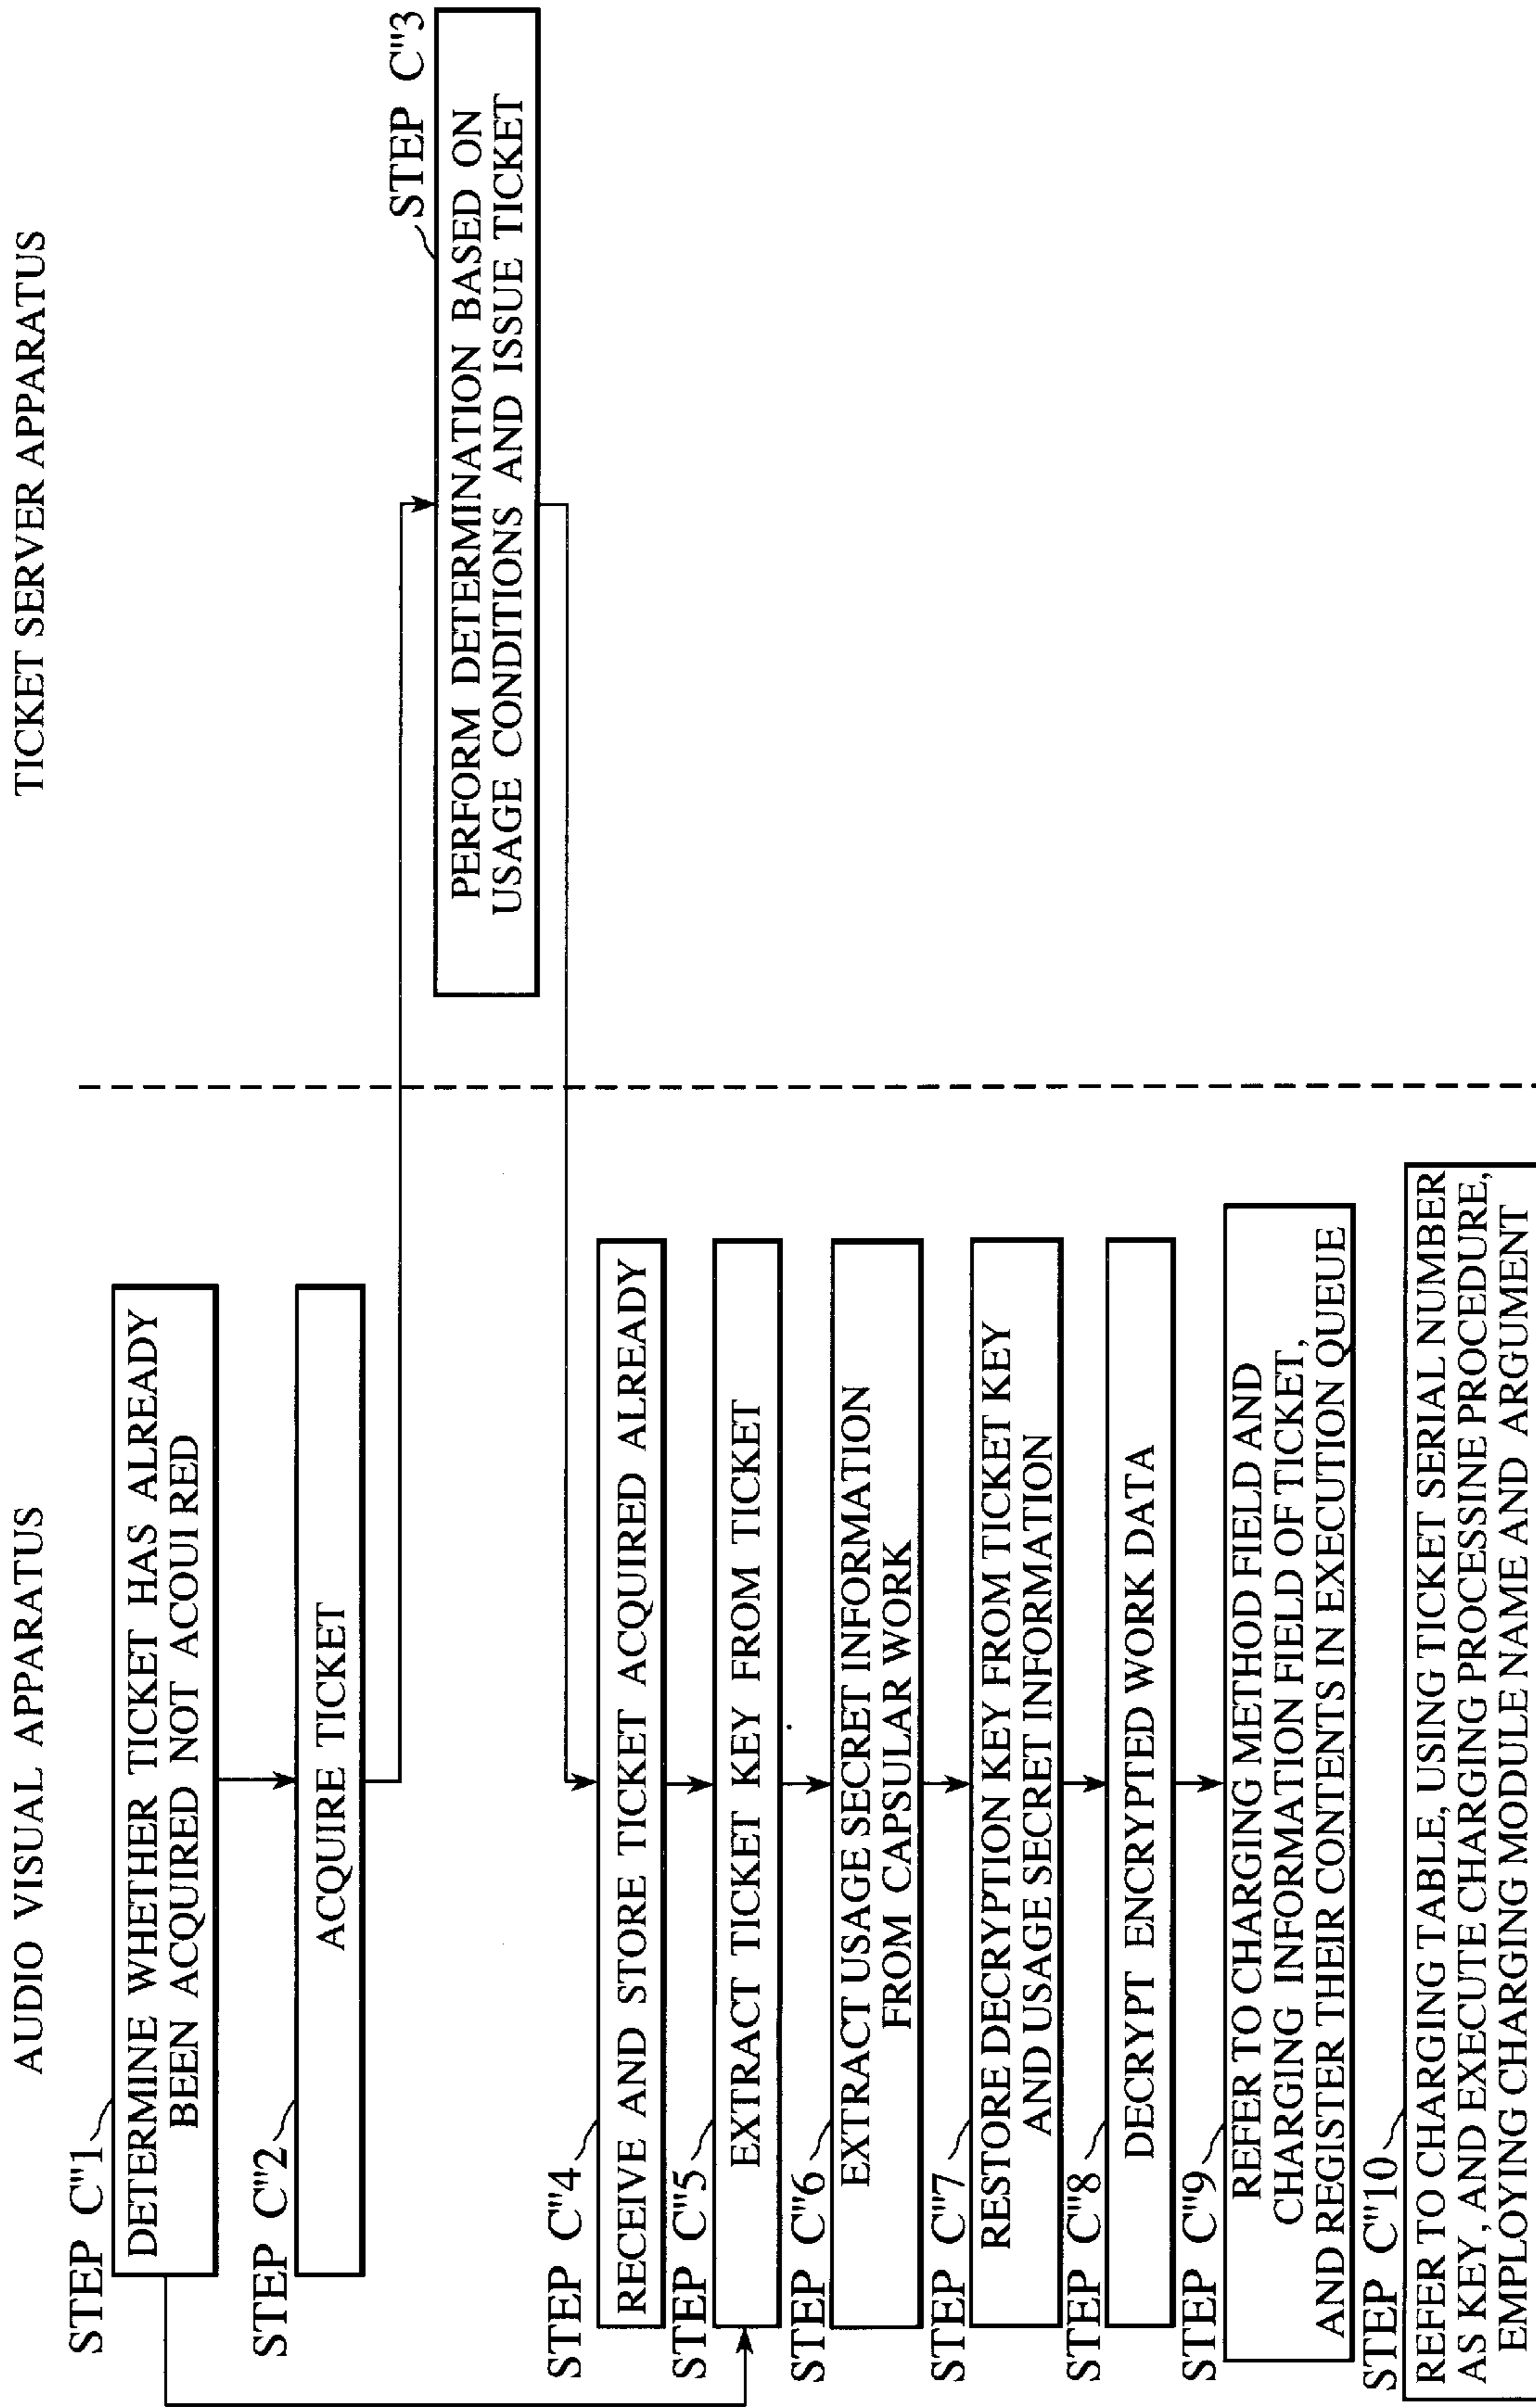 AUDIO VISUAL APPARATUS
TICKET SERVER APPARATUS
STEP C"1
DETERMINE WHETHER TICKET HAS ALREADY
BEEN ACQUIRED NOT ACQUI RED
STEP C"2
ACQUIRE TICKET
STEP C"3
PERFORM DETERMINATION BASED ON
USAGE CONDITIONS AND ISSUE TICKET
STEP C"4
RECEIVE AND STORE TICKET ACQUIRED ALREADY
STEP C"5
EXTRACT TICKET KEY FROM TICKET
STEP C"6
EXTRACT USAGE SECRET INFORMATION
FROM CAPSULAR WORK
STEP C"7
RESTORE DECRYPTION KEY FROM TICKET KEY
AND USAGE SECRET INFORMATION
STEP C"8
DECRYPT ENCRYPTED WORK DATA
STEP C"9
REFER TO CHARGING METHOD FIELD AND
CHARGING INFORMATION FIELD OF TICKET,
AND REGISTER THEIR CONTENTS IN EXECUTION QUEUE
STEP C"10
REFER TO CHARGING TABLE, USING TICKET SERIAL NUMBER
AS KEY, AND EXECUTE CHARGING PROCESSINE PROCEDURE,
EMPLOYING CHARGING MODULE NAME AND ARGUMENT